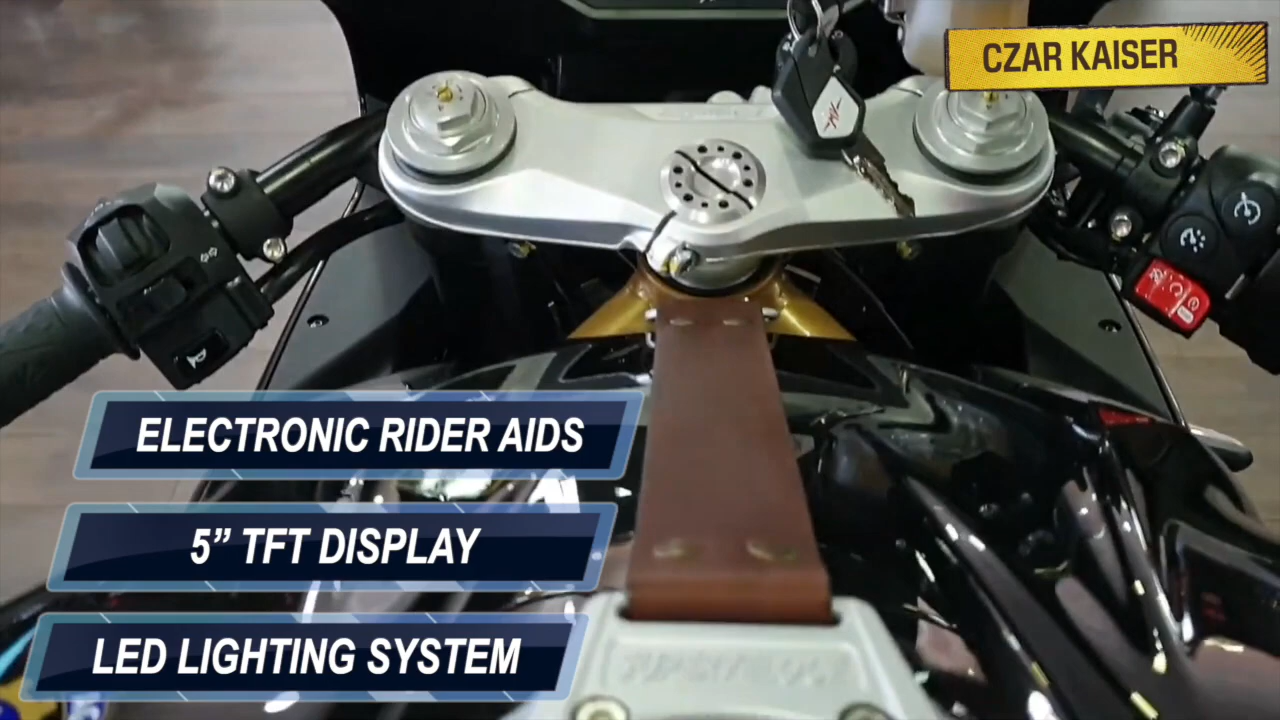 CZAR KAISER
ELECTRONIC RIDER AIDS
5” TFT DISPLAY
LED LIGHTING SYSTEM